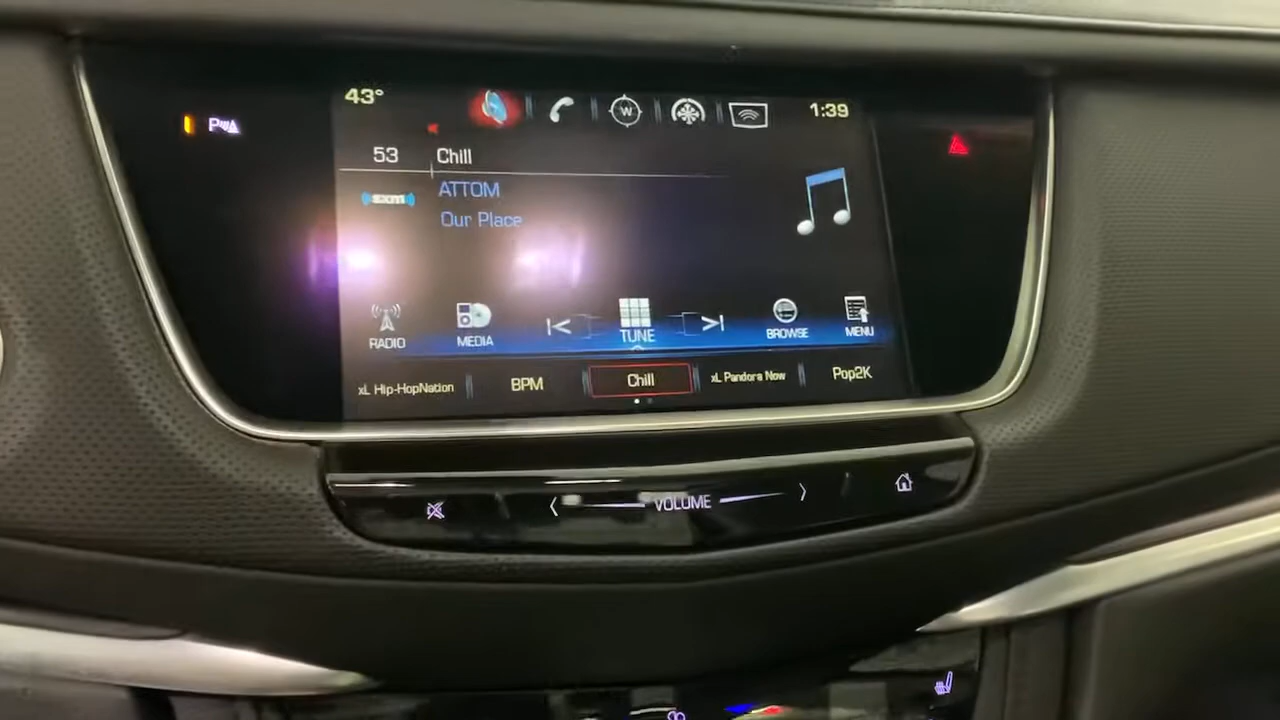 43°
W
1:39
P
53 Chill
sxm
ATTOM
Our Place
RADIO
MEDIA
TUNE
BROWSE
MENU
xL Hip-HopNation
BPM
Chill
xL Pandora Now
Pop2K
VOLUME